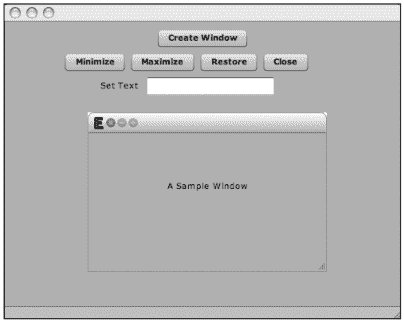 Create Window
Minimize Maximize Restore Close
Set Text
E
A Sample Window